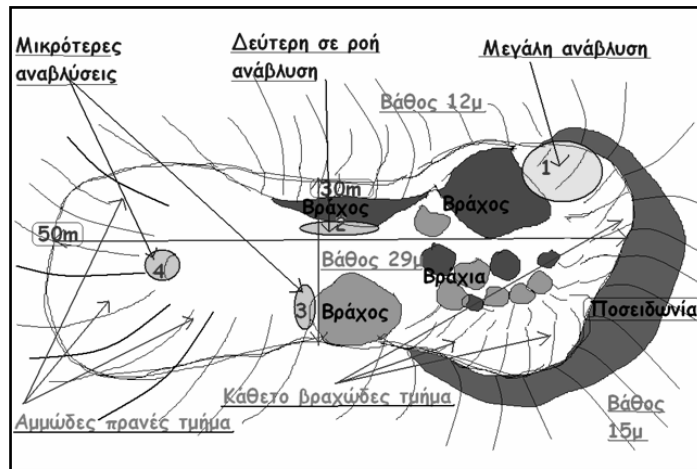 Μικρότερες
αναβλύσεις
Δεύτερη σε ροή
ανάβλυση
Μεγάλη ανάβλυση
Βάθος 12μ
1
30m
Βράχος
Βράχος
2
50m
Βάθος 29μ
Βράχια
4
3
Βράχος
Ποσειδωνία
Κάθετο βραχώδες τμήμα
Αμμώδες πρανές τμήμα
Βάθος
15μ